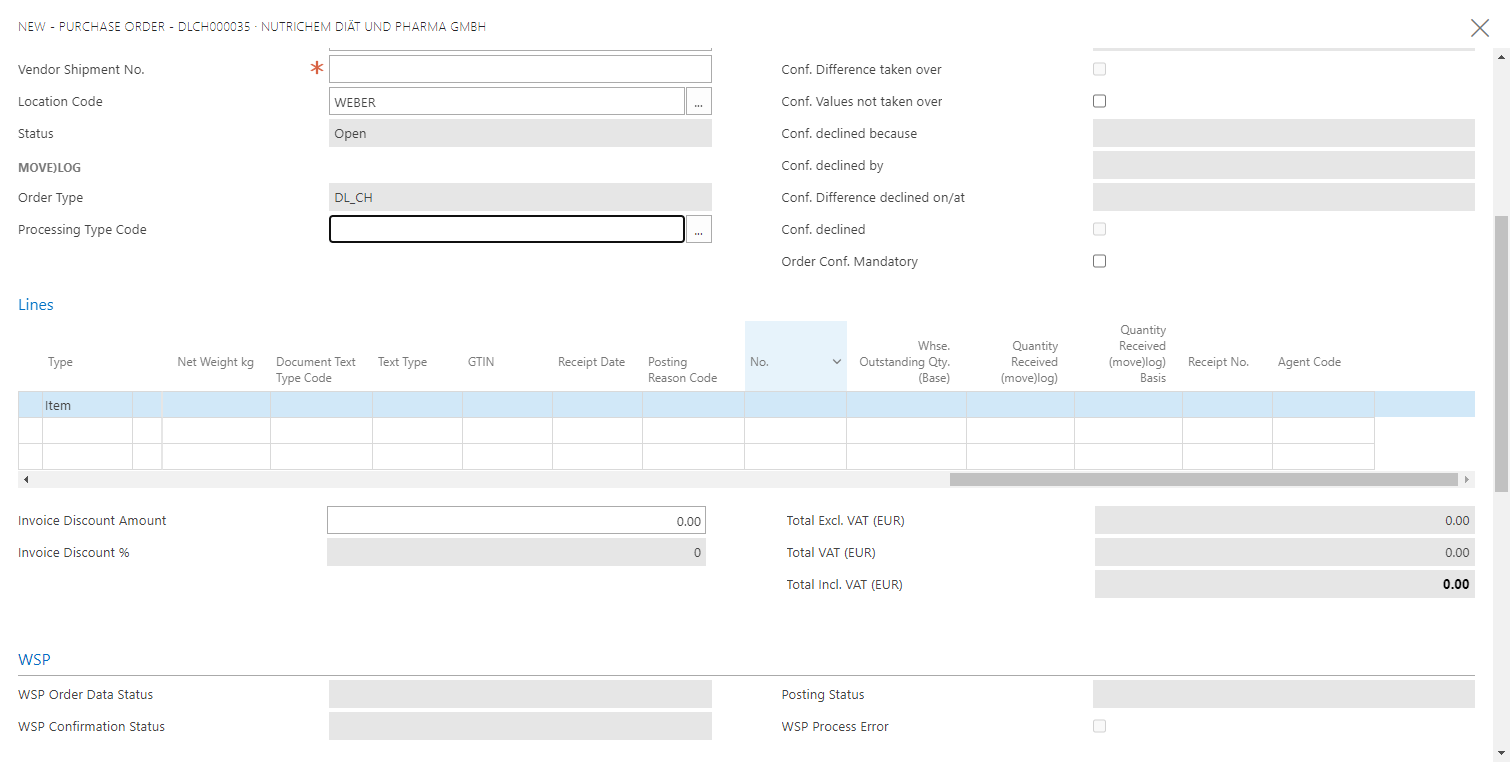 NEW - PURCHASE ORDER - DLCH000035 · NUTRICHEM DIÄT UND PHARMA GMBH
Vendor Shipment No. *
Conf. Difference taken over
Location Code WEBER ...
Conf. Values not taken over
Status Open
Conf. declined because
MOVE)LOG
Conf. declined by
Order Type DL_CH
Conf. Difference declined on/at
Processing Type Code ...
Conf. declined
Order Conf. Mandatory
Lines
Type
Net Weight kg
Document Text
Type Code
Text Type
GTIN
Receipt Date
Posting
Reason Code
No.
Whse.
Outstanding Qty.
(Base)
Quantity
Received
(move)log)
Quantity
Received
(move)log)
Basis
Receipt No.
Agent Code
Item
Invoice Discount Amount 0.00
Total Excl. VAT (EUR) 0.00
Invoice Discount % 0
Total VAT (EUR) 0.00
Total Incl. VAT (EUR) 0.00
WSP
WSP Order Data Status
Posting Status
WSP Confirmation Status
WSP Process Error